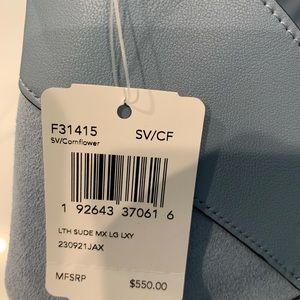 F31415 SV/CF
SV/Cornflower
1 92643 37061 6
LTH SUDE MX LG LXY
230921JAX
MFSRP $550.00